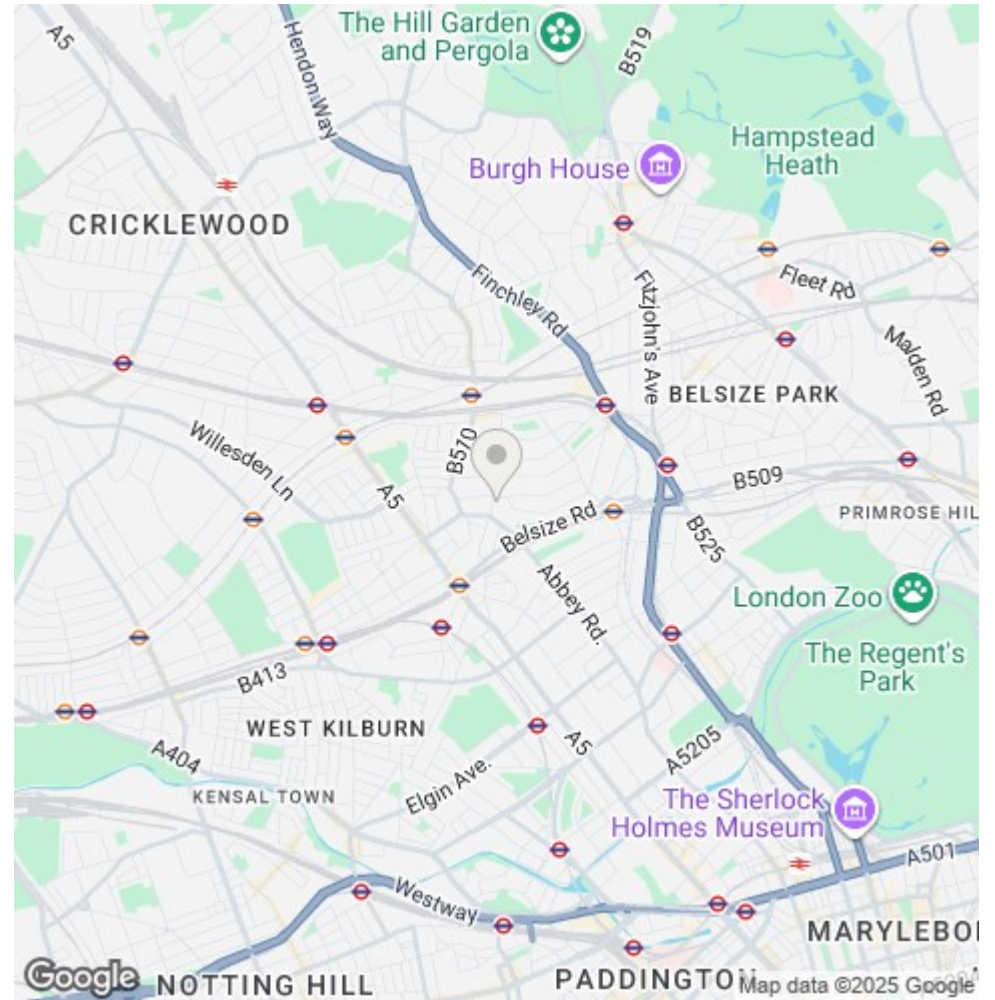 A5
Hendon Way
The Hill Garden
and Pergola
B519
Hampstead
Heath
Burgh House
CRICKLEWOOD
Finchley Rd
Fitzjohn's Ave
Fleet Rd
Malden Rd
BELSIZE PARK
Willesden Ln
B510
A5
B509
Belsize Rd
B525
PRIMROSE HIL
Abbey Rd.
London Zoo
The Regent's
Park
B413
WEST KILBURN
A5
A5205
A404
Elgin Ave.
KENSAL TOWN
The Sherlock
Holmes Museum
A501
Westway
MARYLEBO
Google
NOTTING HILL
PADDINGTON
Map data ©2025 Google